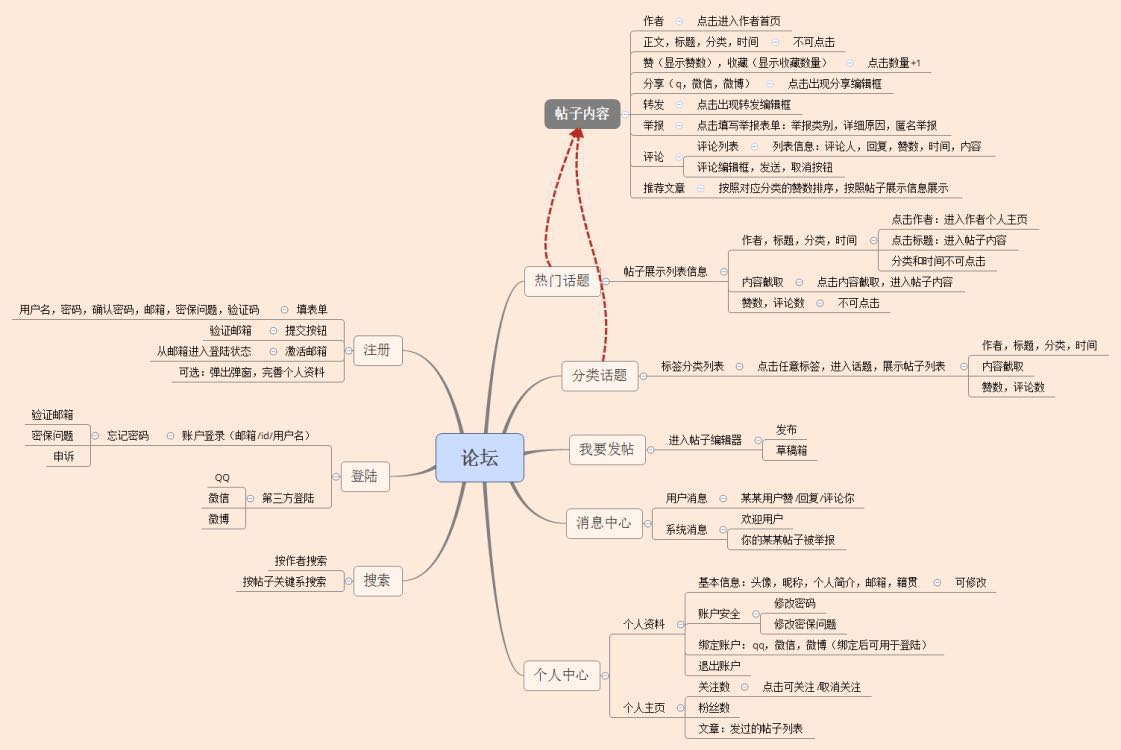 作者 点击进入作者首页
正文，标题，分类，时间 不可点击
赞（显示赞数），收藏（显示收藏数量） 点击数量+1
分享（q，微信，微博） 点击出现分享编辑框
转发 点击出现转发编辑框
帖子内容
举报 点击填写举报表单：举报类别，详细原因，匿名举报
评论
评论列表 列表信息：评论人，回复，赞数，时间，内容
评论编辑框，发送，取消按钮
推荐文章 按照对应分类的赞数排序，按照帖子展示信息展示
热门话题
帖子展示列表信息
作者，标题，分类，时间
点击作者：进入作者个人主页
点击标题：进入帖子内容
分类和时间不可点击
内容截取 点击内容截取，进入帖子内容
赞数，评论数 不可点击
分类话题
标签分类列表 点击任意标签，进入话题，展示帖子列表
作者，标题，分类，时间
内容截取
赞数，评论数
我要发帖
进入帖子编辑器
发布
草稿箱
消息中心
用户消息 某某用户赞/回复/评论你
系统消息
欢迎用户
你的某某帖子被举报
个人中心
个人资料
基本信息：头像，昵称，个人简介，邮箱，籍贯 可修改
账户安全
修改密码
修改密保问题
绑定账户：qq，微信，微博（绑定后可用于登陆）
退出账户
个人主页
关注数 点击可关注/取消关注
粉丝数
文章：发过的帖子列表
论坛
注册
用户名，密码，确认密码，邮箱，密保问题，验证码 填表单
验证邮箱 提交按钮
从邮箱进入登陆状态 激活邮箱
可选：弹出弹窗，完善个人资料
登陆
验证邮箱
密保问题 忘记密码 账户登录（邮箱/id/用户名）
申诉
QQ
微信 第三方登陆
微博
搜索
按作者搜索
按帖子关键系搜索